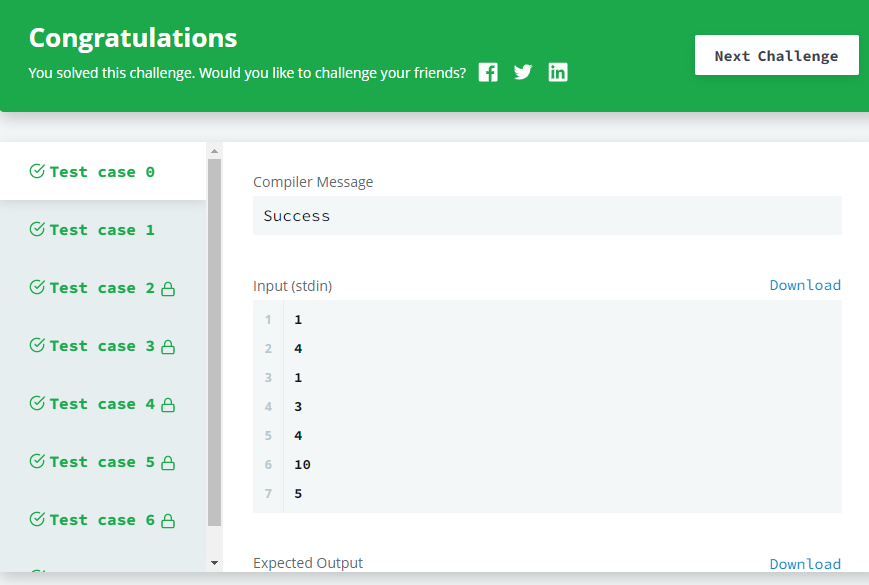 Congratulations
You solved this challenge. Would you like to challenge your friends?
Next Challenge
Test case 0
Test case 1
Test case 2
Test case 3
Test case 4
Test case 5
Test case 6
Compiler Message
Success
Input (stdin)
Download
1 1
2 4
3 1
4 3
5 4
6 10
7 5
Expected Output
Download